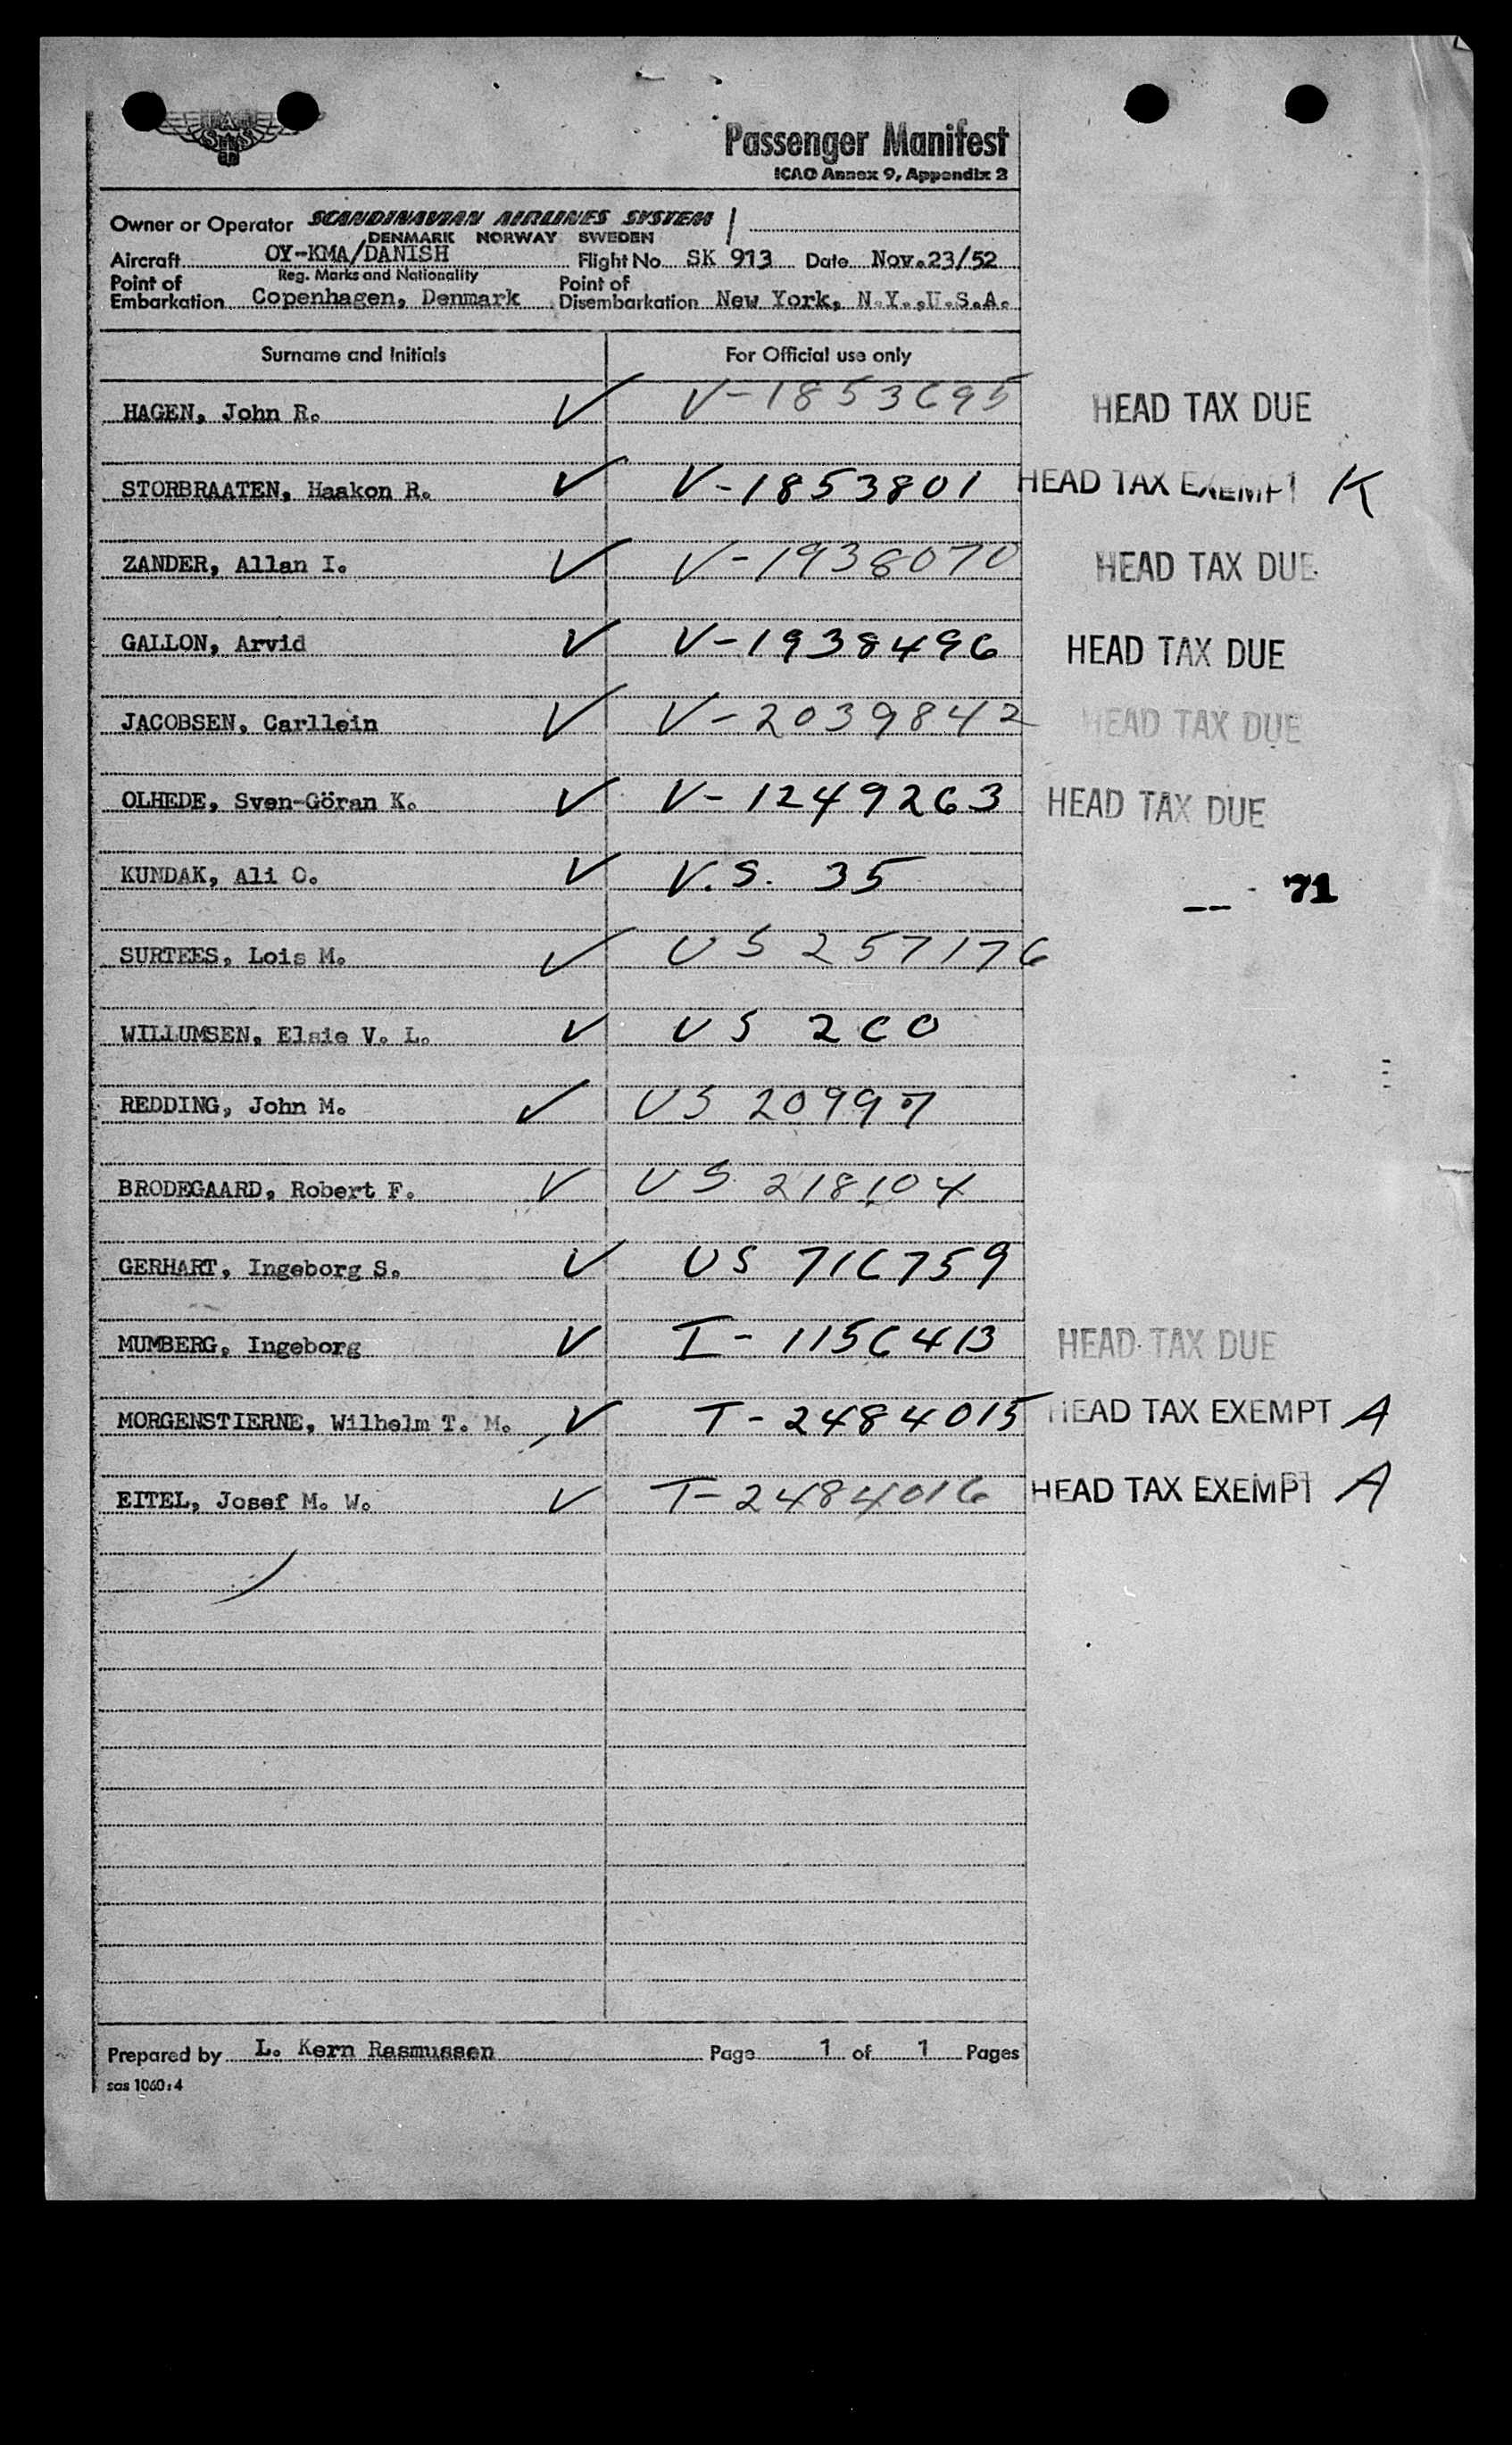 SAS
Passenger Manifest
ICAO Annex 9, Appendix 2
Owner or Operator SCANDINAVIAN AIRLINES SYSTEM
DENMARK NORWAY SWEDEN
Aircraft OY-KMA/DANISH Flight No. SK 913 Date Nov.23/52
Reg. Marks and Nationality
Point of Embarkation Copenhagen, Denmark Point of Disembarkation New York, N.Y.,U.S.A.
Surname and Initials For Official use only
HAGEN, John R. ✓ V-1853695 HEAD TAX DUE
STORBRAATEN, Haakon R. ✓ V-1853801 HEAD TAX EXEMPT K
ZANDER, Allan I. ✓ V-1938070 HEAD TAX DUE
GALLON, Arvid ✓ V-1938496 HEAD TAX DUE
JACOBSEN, Carllein ✓ V-2039842 HEAD TAX DUE
OLHEDE, Sven-Göran K. ✓ V-1249263 HEAD TAX DUE
KUNDAK, Ali O. ✓ V.S. 35
71
SURTEES, Lois M. ✓ US 257176
WILLUMSEN, Elsie V. L. ✓ US 260
REDDING, John M. ✓ US 20997
BRODEGAARD, Robert F. ✓ US 218104
GERHART, Ingeborg S. ✓ US 716759
MUMBERG, Ingeborg ✓ I-1156413 HEAD TAX DUE
MORGENSTIERNE, Wilhelm T. M. ✓ T-2484015 HEAD TAX EXEMPT A
EITEL, Josef M. W. ✓ T-2484016 HEAD TAX EXEMPT A
Prepared by L. Kern Rasmussen Page 1 of 1 Pages
sas 1060:4